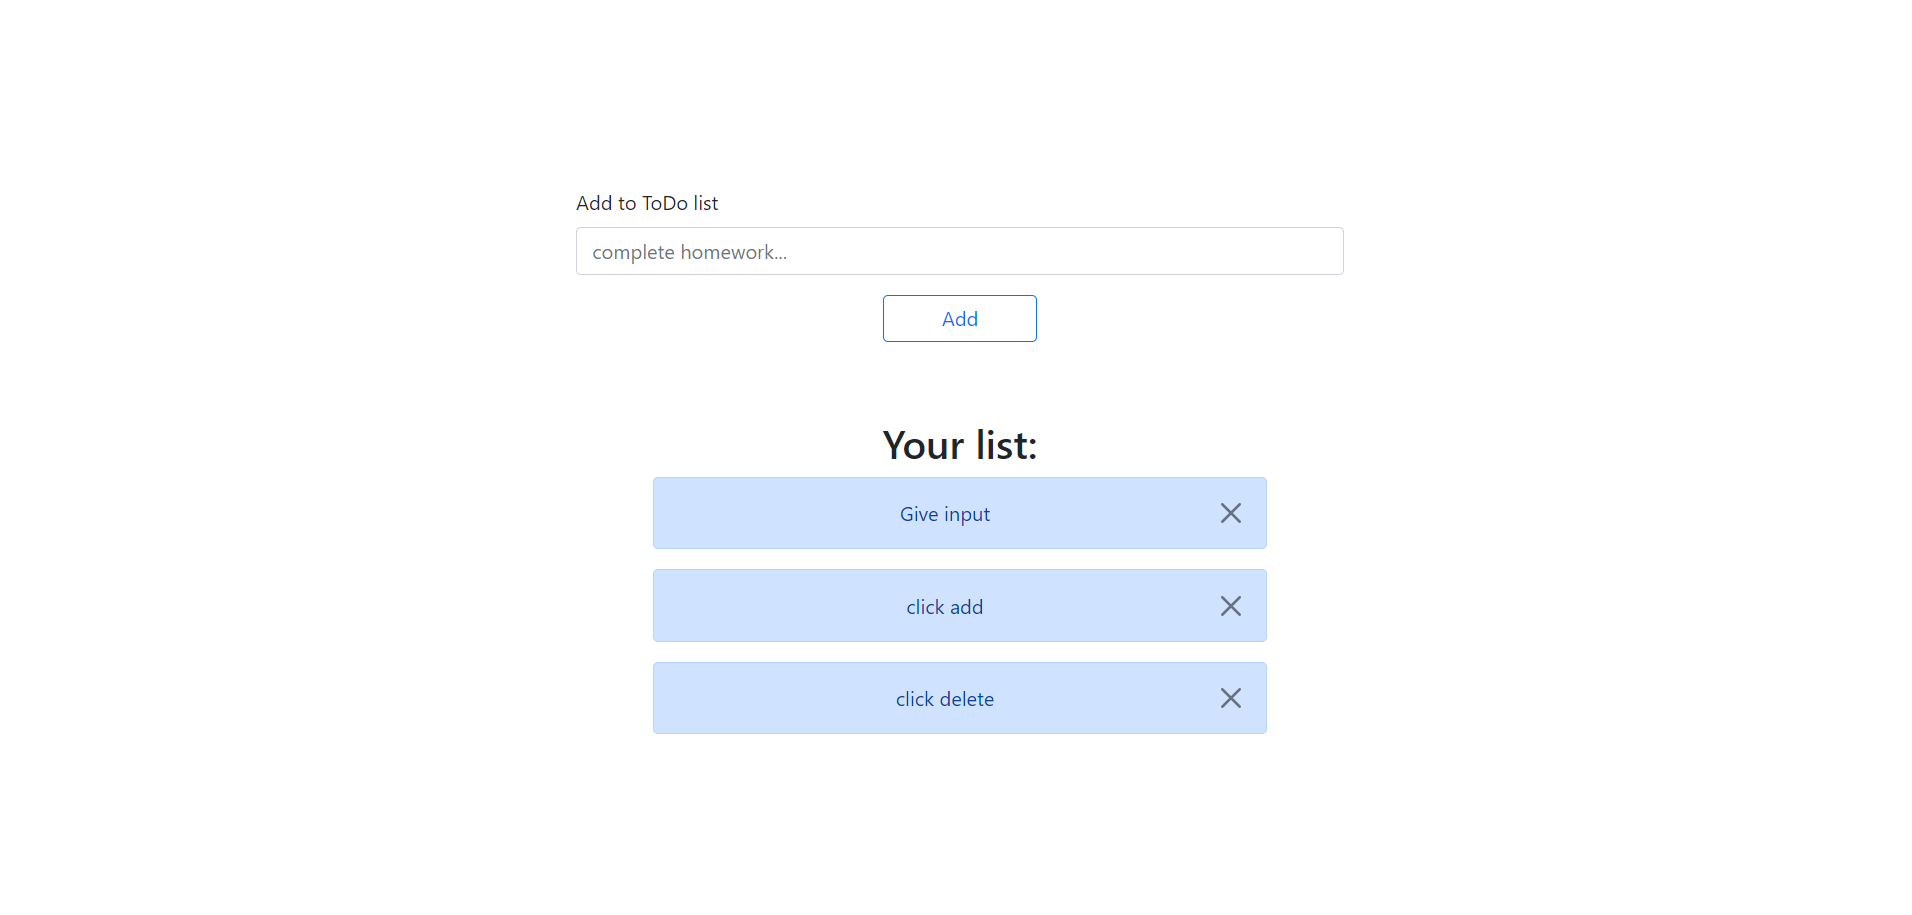 Add to ToDo list
complete homework...
Add
Your list:
Give input
click add
click delete